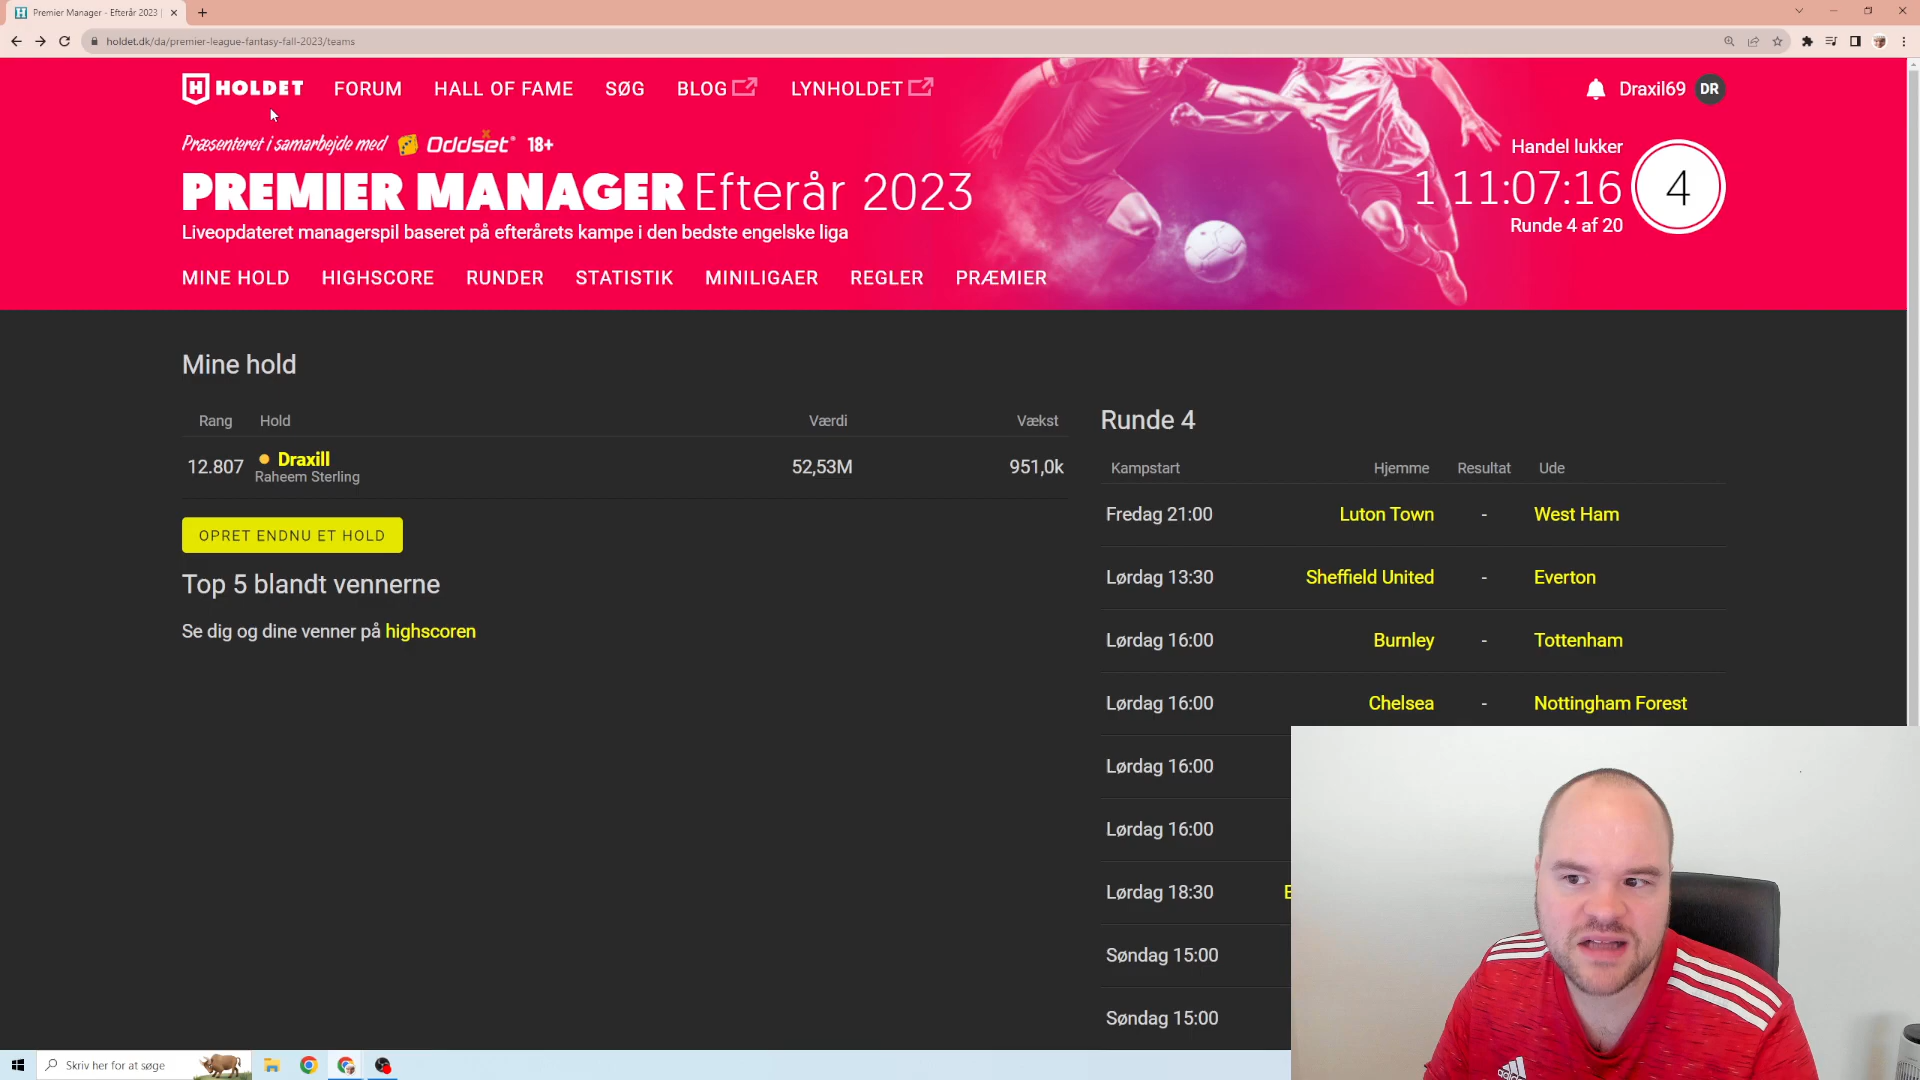 Premier Manager - Efterår 2023 |
holdet.dk/da/premier-league-fantasy-fall-2023/teams
H HOLDET FORUM HALL OF FAME SØG BLOG LYNHOLDET Draxil69 DR
Præsenteret i samarbejde med Oddset 18+
Handel lukker
PREMIER MANAGER Efterår 2023
1 11:07:16 4
Liveopdateret managerspil baseret på efterårets kampe i den bedste engelske liga
Runde 4 af 20
MINE HOLD HIGHSCORE RUNDER STATISTIK MINILIGAER REGLER PRÆMIER
Mine hold
Rang Hold Værdi Vækst
12.807 Draxill 52,53M 951,0k
Raheem Sterling
OPRET ENDNU ET HOLD
Top 5 blandt vennerne
Se dig og dine venner på highscoren
Runde 4
Kampstart Hjemme Resultat Ude
Fredag 21:00 Luton Town - West Ham
Lørdag 13:30 Sheffield United - Everton
Lørdag 16:00 Burnley - Tottenham
Lørdag 16:00 Chelsea - Nottingham Forest
Lørdag 16:00
Lørdag 16:00
Lørdag 18:30
Søndag 15:00
Søndag 15:00
adidas
Skriv her for at søge